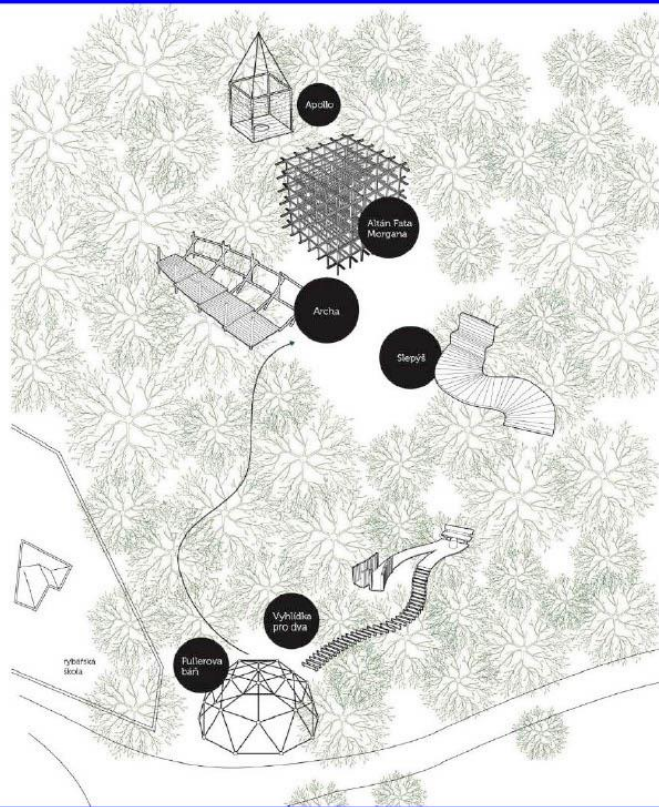 Apollo
Altán Fata
Morgana
Archa
Slepýš
Vyhlídka
pro dva
Fullerova
báň
rybářská
škola